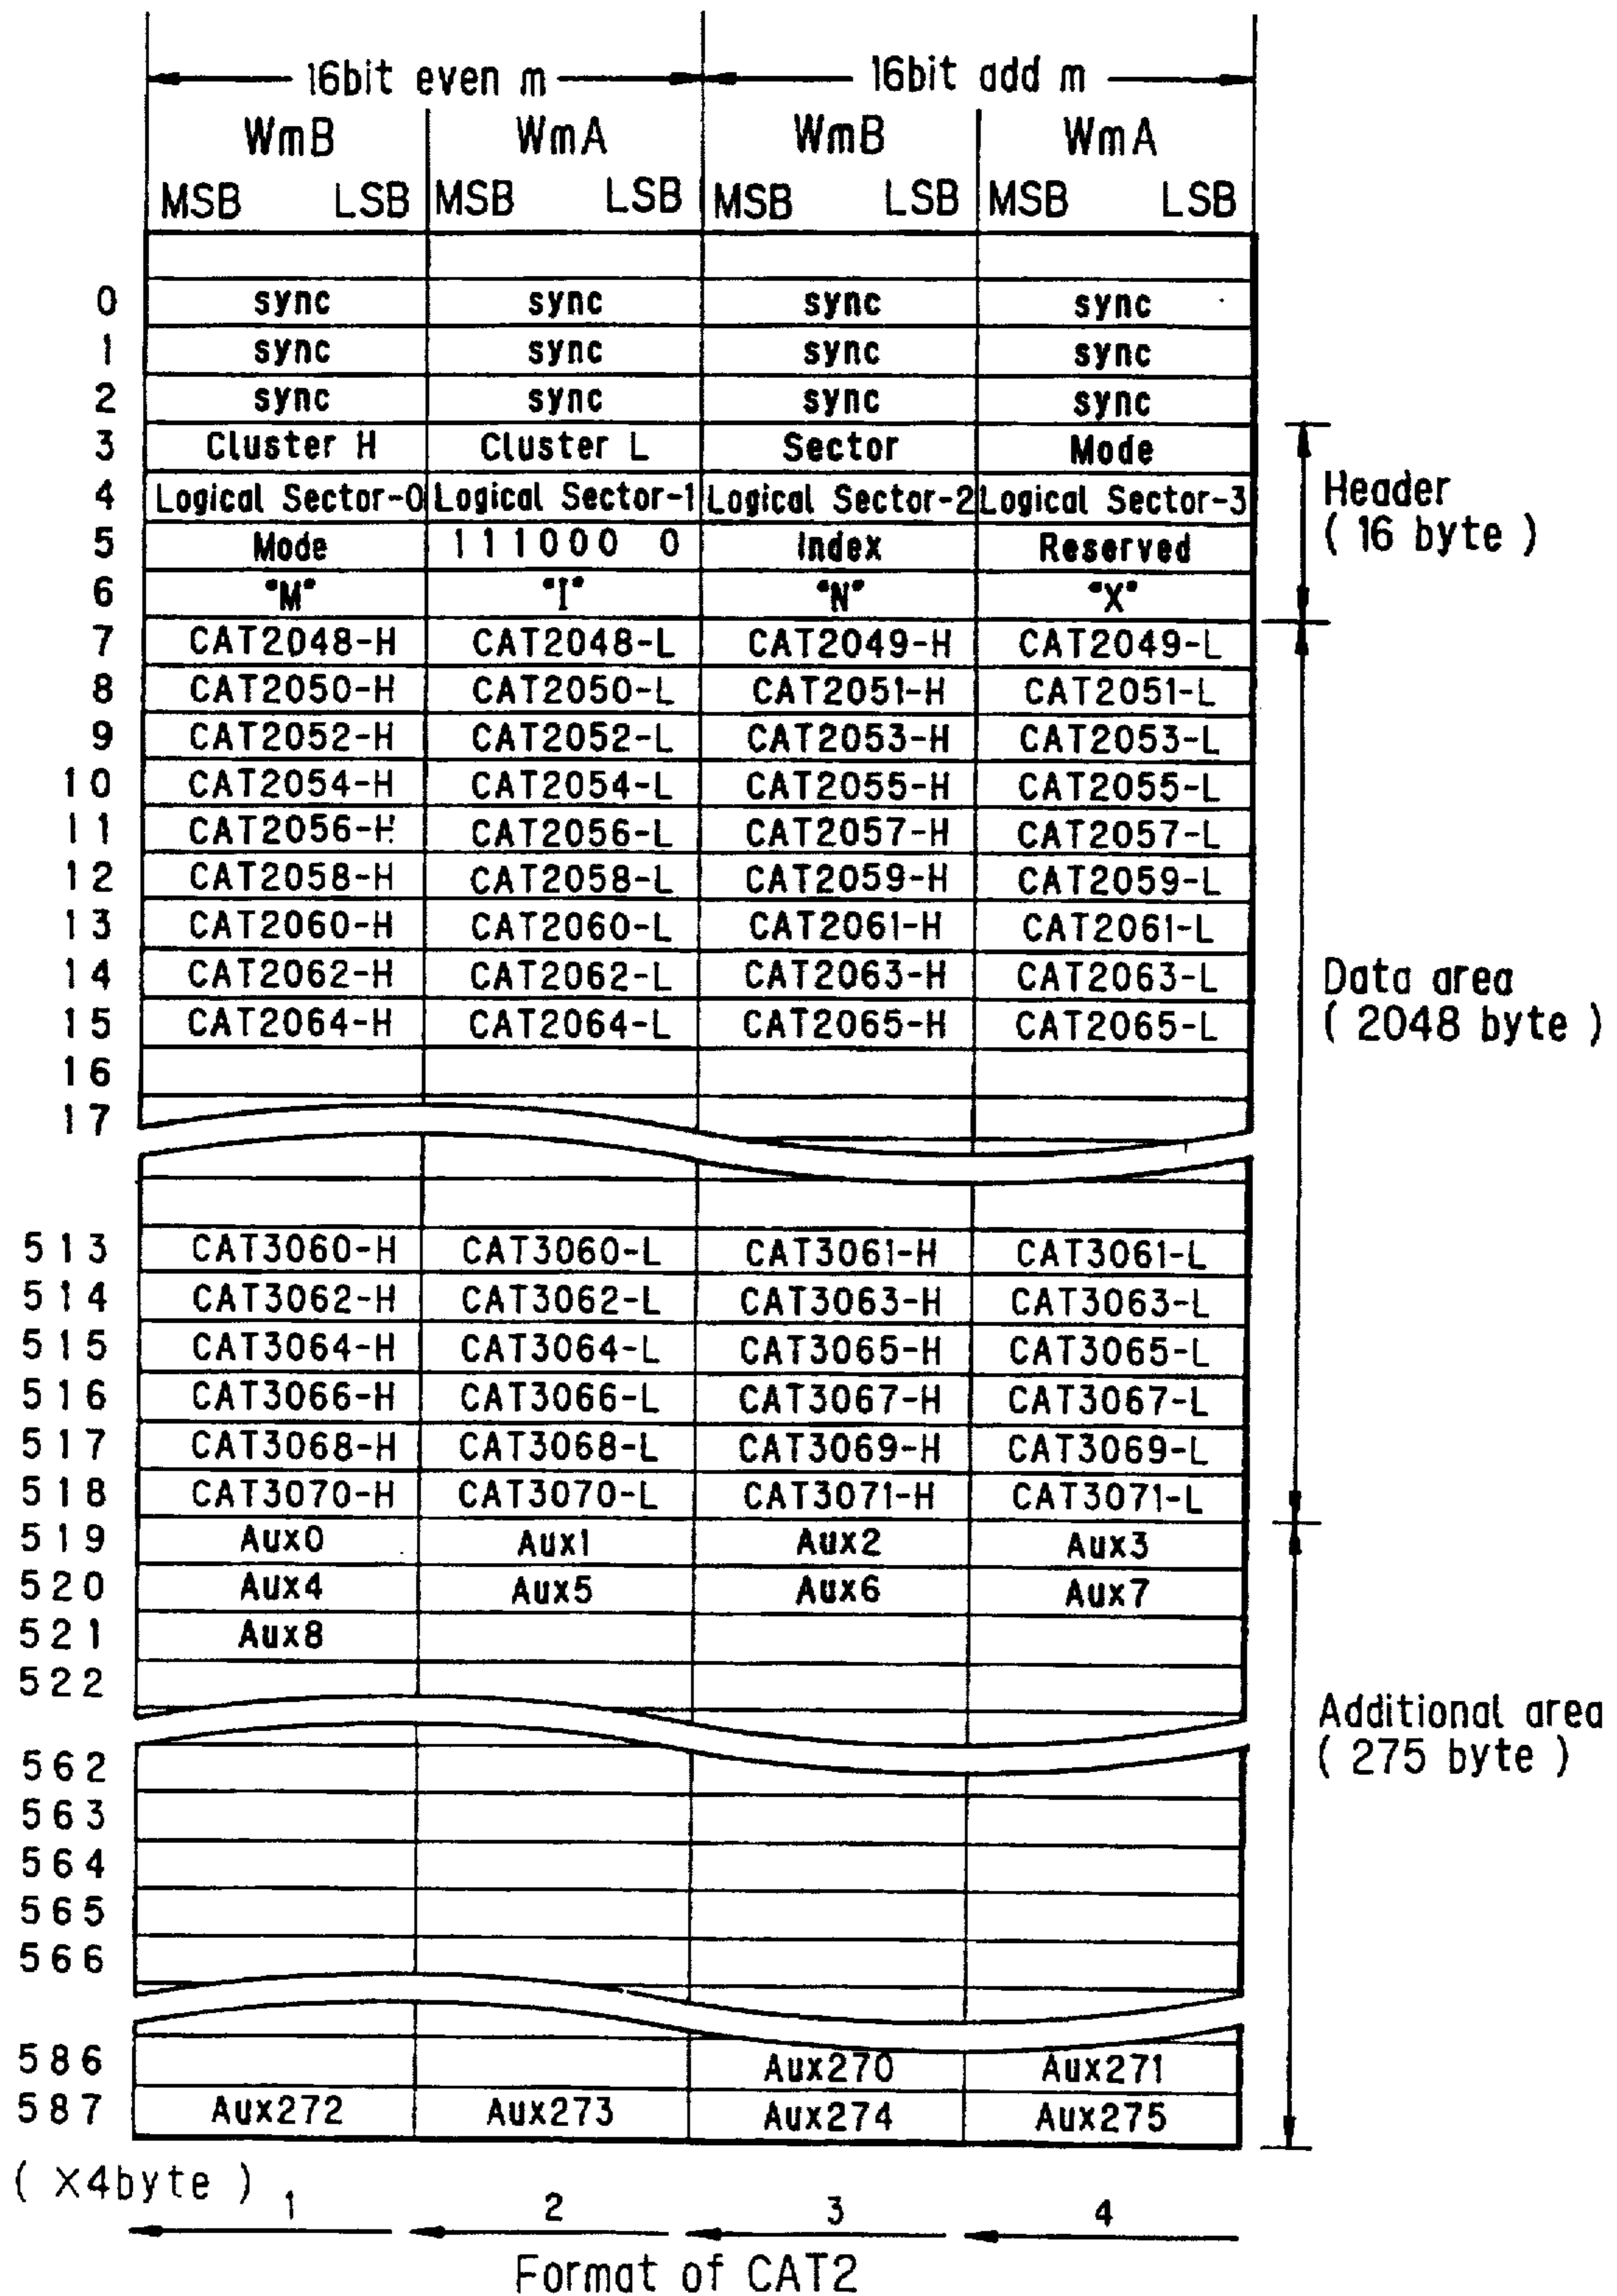 16bit even m 16bit add m
WmB WmA WmB WmA
MSB LSB MSB LSB MSB LSB MSB LSB
0 sync sync sync sync
1 sync sync sync sync
2 sync sync sync sync
3 Cluster H Cluster L Sector Mode
4 Logical Sector-0 Logical Sector-1 Logical Sector-2 Logical Sector-3
Header
5 Mode 111000 0 Index Reserved
( 16 byte )
6 "M" "I" "N" "X"
7 CAT2048-H CAT2048-L CAT2049-H CAT2049-L
8 CAT2050-H CAT2050-L CAT2051-H CAT2051-L
9 CAT2052-H CAT2052-L CAT2053-H CAT2053-L
10 CAT2054-H CAT2054-L CAT2055-H CAT2055-L
11 CAT2056-H CAT2056-L CAT2057-H CAT2057-L
12 CAT2058-H CAT2058-L CAT2059-H CAT2059-L
13 CAT2060-H CAT2060-L CAT2061-H CAT2061-L
14 CAT2062-H CAT2062-L CAT2063-H CAT2063-L
Data area
15 CAT2064-H CAT2064-L CAT2065-H CAT2065-L
( 2048 byte )
16
17
513 CAT3060-H CAT3060-L CAT3061-H CAT3061-L
514 CAT3062-H CAT3062-L CAT3063-H CAT3063-L
515 CAT3064-H CAT3064-L CAT3065-H CAT3065-L
516 CAT3066-H CAT3066-L CAT3067-H CAT3067-L
517 CAT3068-H CAT3068-L CAT3069-H CAT3069-L
518 CAT3070-H CAT3070-L CAT3071-H CAT3071-L
519 Aux0 Aux1 Aux2 Aux3
520 Aux4 Aux5 Aux6 Aux7
521 Aux8
522
Additional area
( 275 byte )
562
563
564
565
566
586 Aux270 Aux271
587 Aux272 Aux273 Aux274 Aux275
( ×4byte )
1 2 3 4
Format of CAT2